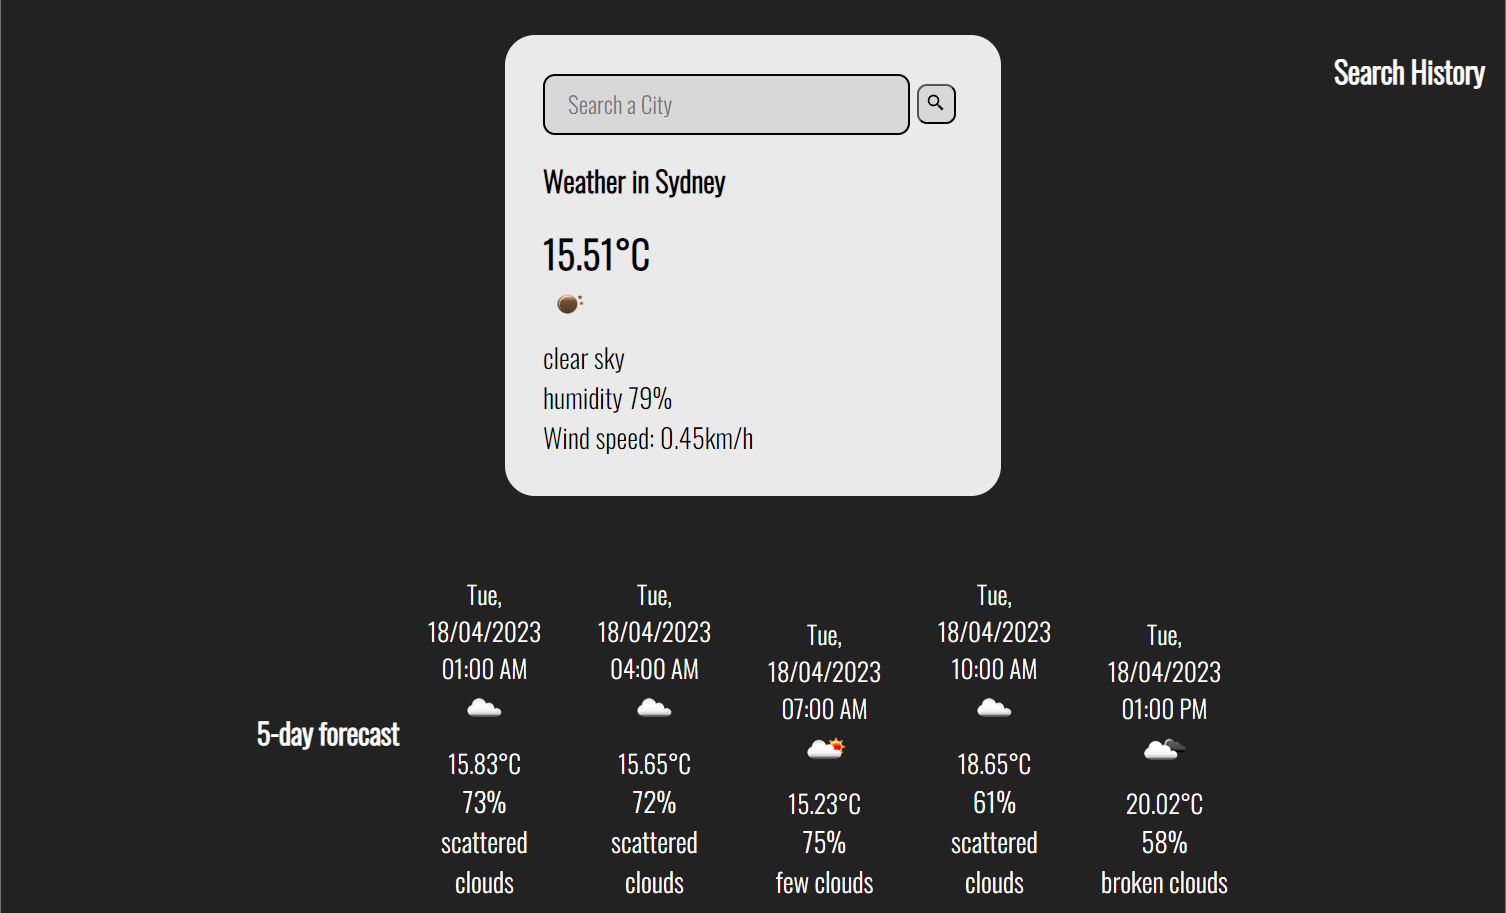 Search a City
Search History
Weather in Sydney
15.51°C
clear sky
humidity 79%
Wind speed: 0.45km/h
5-day forecast
Tue,
18/04/2023
01:00 AM
15.83°C
73%
scattered
clouds
Tue,
18/04/2023
04:00 AM
15.65°C
72%
scattered
clouds
Tue,
18/04/2023
07:00 AM
15.23°C
75%
few clouds
Tue,
18/04/2023
10:00 AM
18.65°C
61%
scattered
clouds
Tue,
18/04/2023
01:00 PM
20.02°C
58%
broken clouds